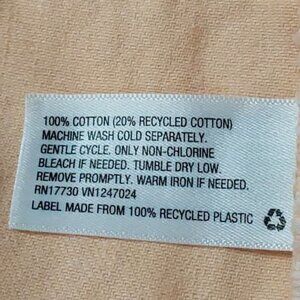 100% COTTON (20% RECYCLED COTTON)
MACHINE WASH COLD SEPARATELY.
GENTLE CYCLE. ONLY NON-CHLORINE
BLEACH IF NEEDED. TUMBLE DRY LOW.
REMOVE PROMPTLY. WARM IRON IF NEEDED.
RN17730 VN1247024
LABEL MADE FROM 100% RECYCLED PLASTIC